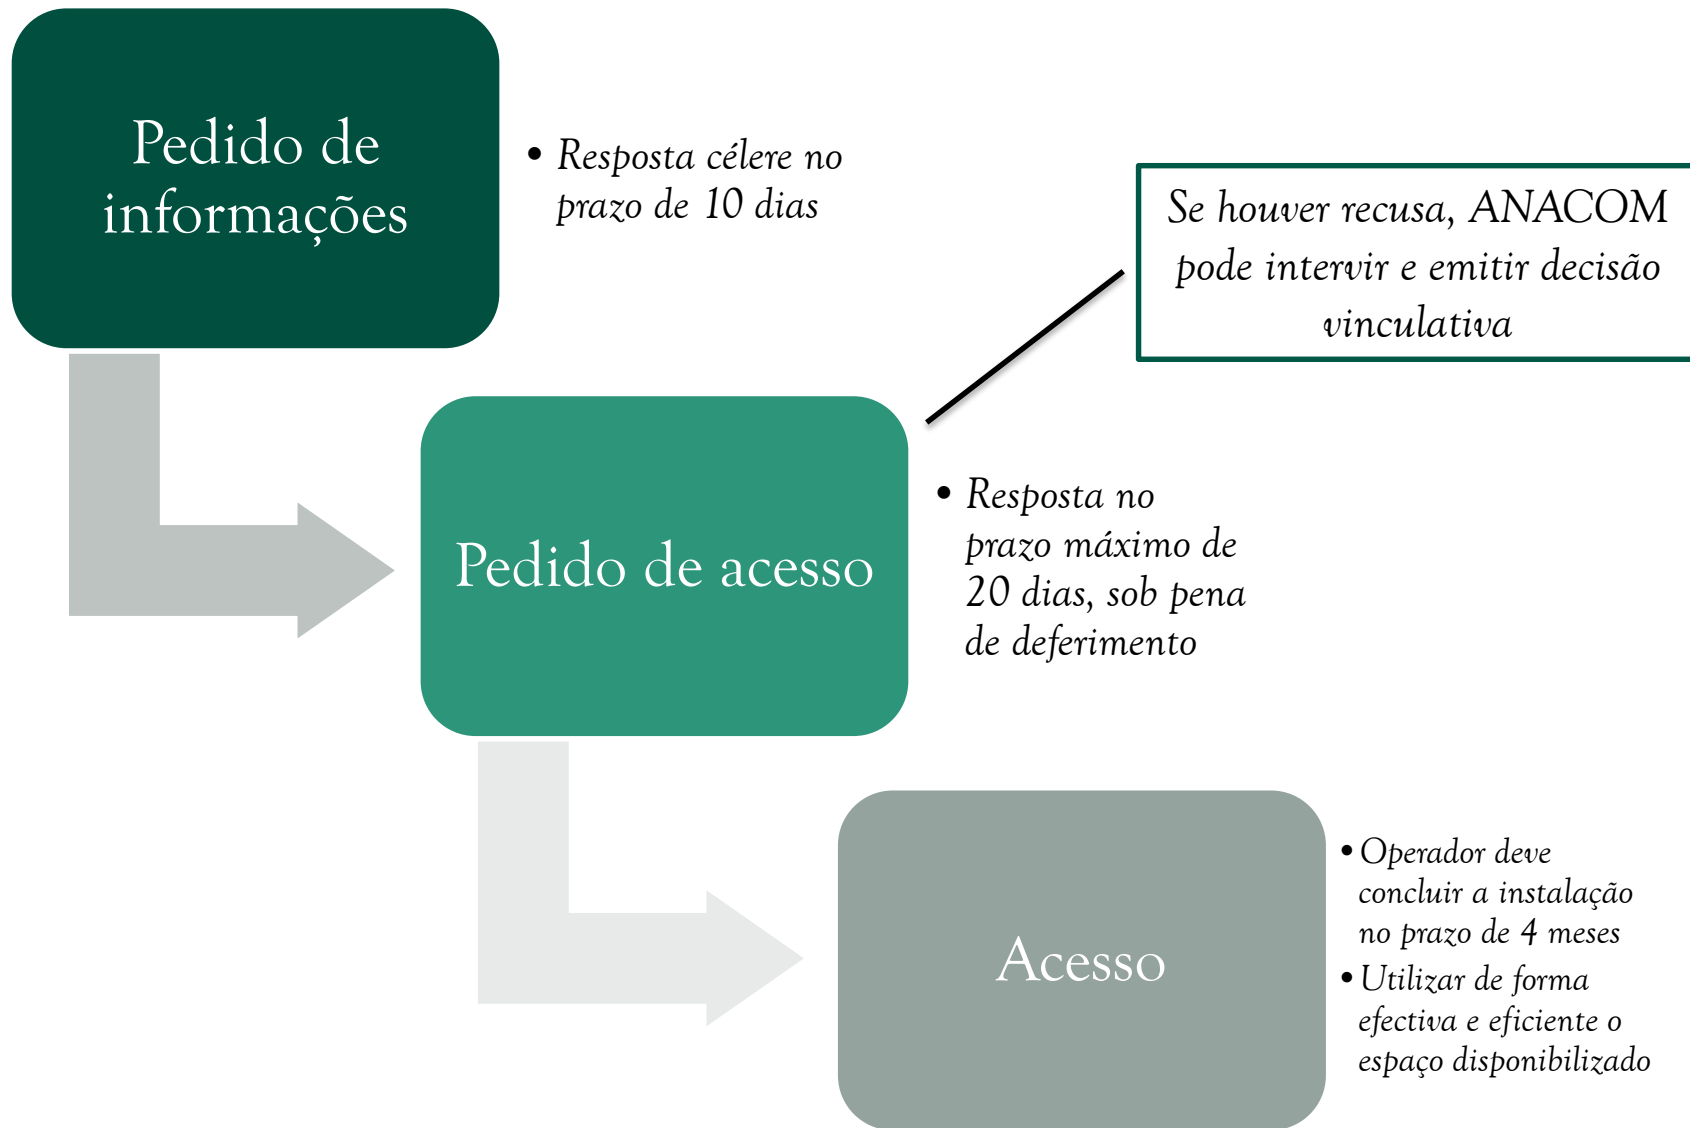 Pedido de
informações
• Resposta célere no
prazo de 10 dias
Se houver recusa, ANACOM
pode intervir e emitir decisão
vinculativa
Pedido de acesso
• Resposta no
prazo máximo de
20 dias, sob pena
de deferimento
Acesso
• Operador deve
concluir a instalação
no prazo de 4 meses
• Utilizar de forma
efectiva e eficiente o
espaço disponibilizado